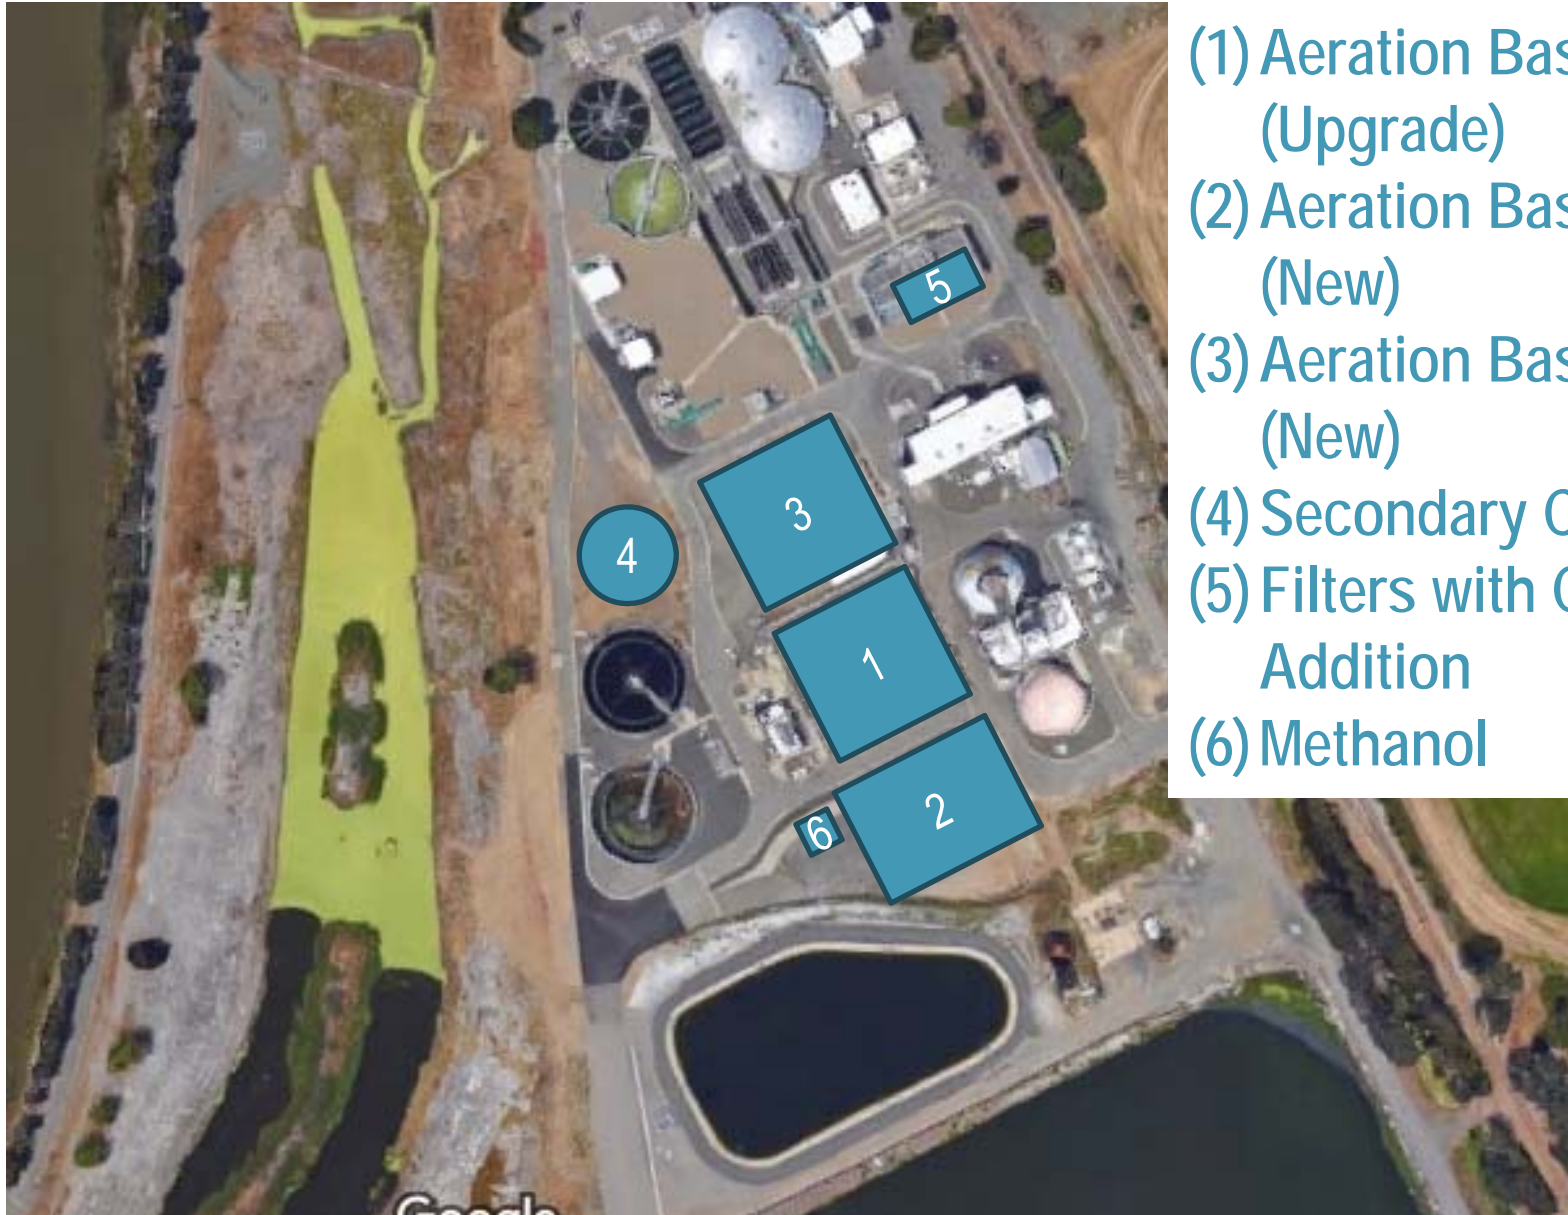 (1) Aeration Bas
(Upgrade)
(2) Aeration Bas
(New)
(3) Aeration Bas
(New)
(4) Secondary C
(5) Filters with C
Addition
(6) Methanol
5
3
4
1
2
6
Google